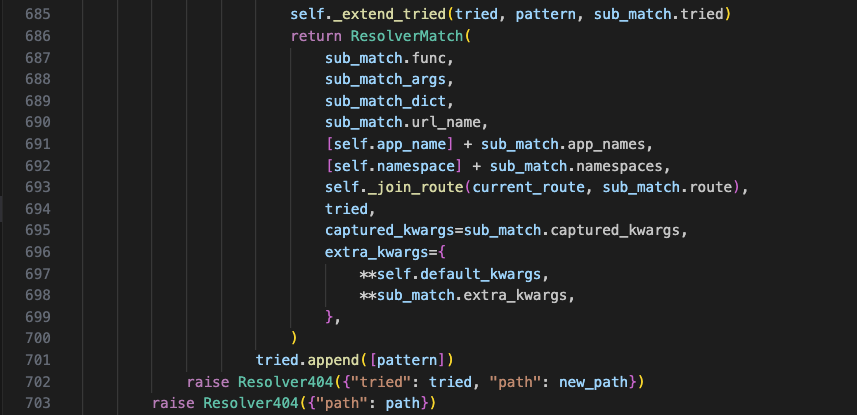 685 self._extend_tried(tried, pattern, sub_match.tried)
686 return ResolverMatch(
687 sub_match.func,
688 sub_match_args,
689 sub_match_dict,
690 sub_match.url_name,
691 [self.app_name] + sub_match.app_names,
692 [self.namespace] + sub_match.namespaces,
693 self._join_route(current_route, sub_match.route),
694 tried,
695 captured_kwargs=sub_match.captured_kwargs,
696 extra_kwargs={
697 **self.default_kwargs,
698 **sub_match.extra_kwargs,
699 },
700 )
701 tried.append([pattern])
702 raise Resolver404({"tried": tried, "path": new_path})
703 raise Resolver404({"path": path})